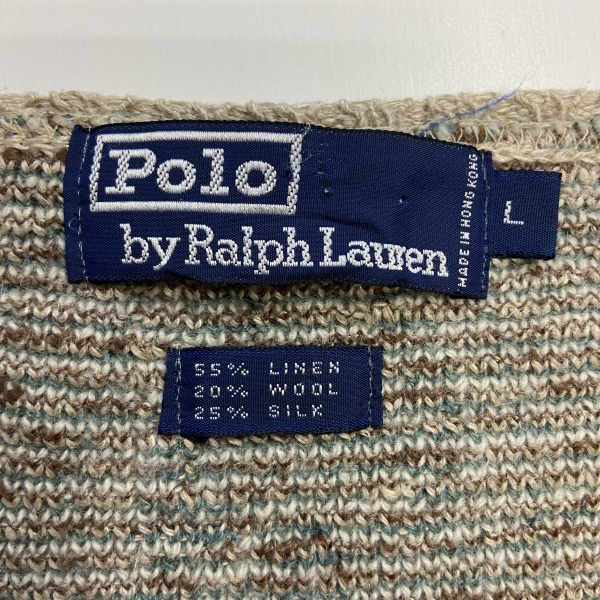 Polo
by Ralph Lauren
MADE IN HONG KONG
L
55% LINEN
20% WOOL
25% SILK